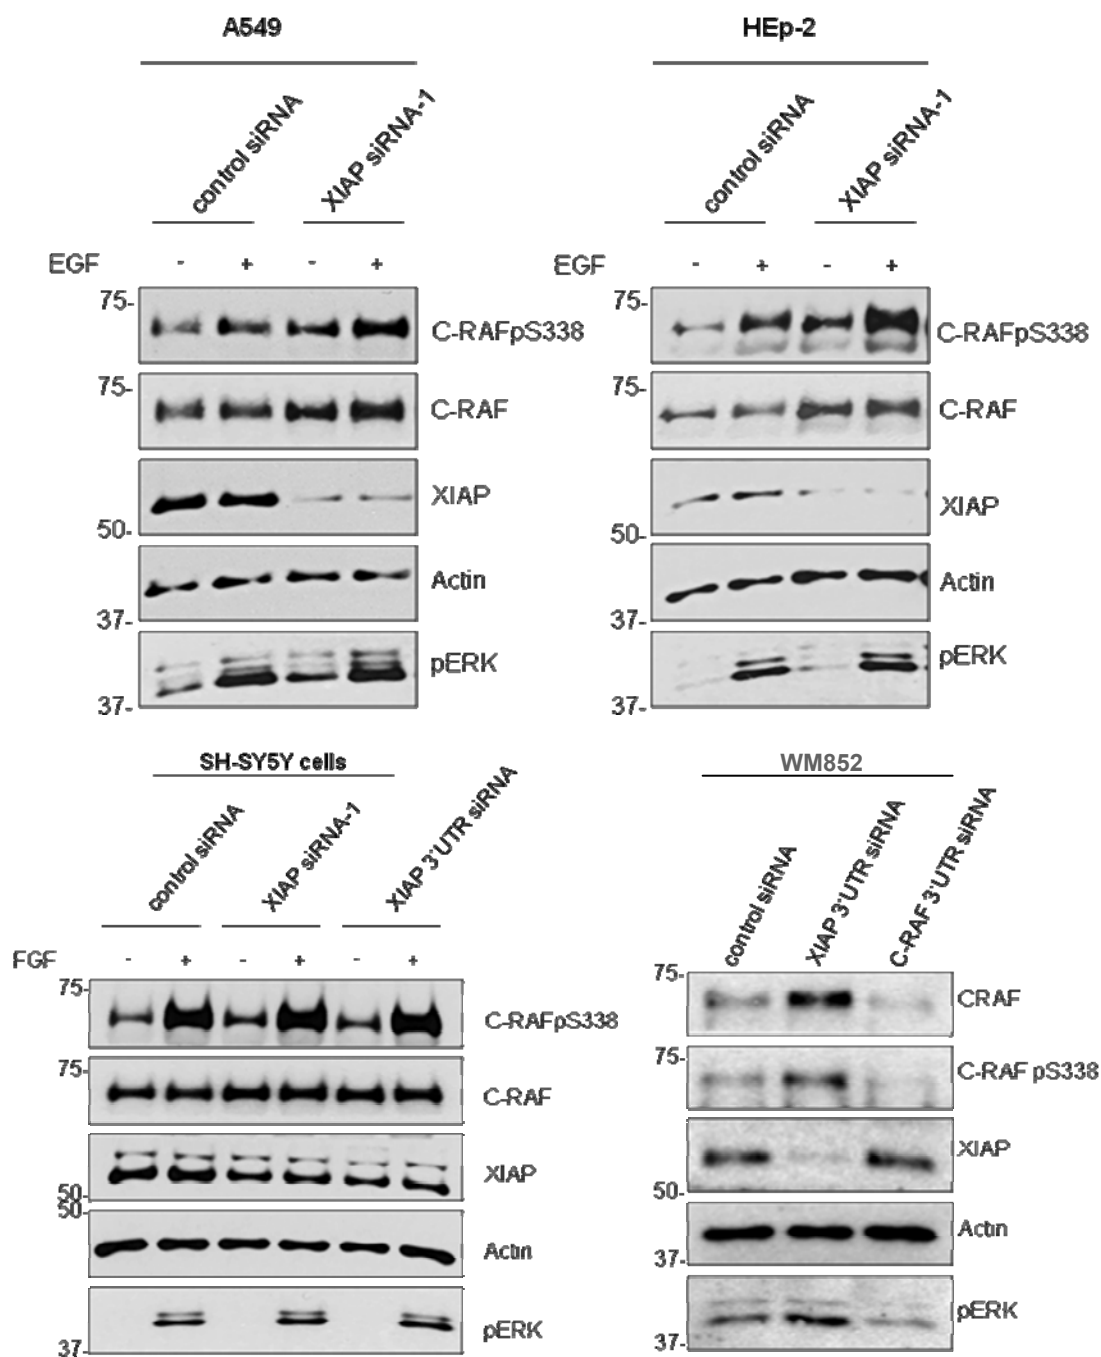 A549
control siRNA
XIAP siRNA-1
EGF - + - +
75-
C-RAFpS338
75-
C-RAF
XIAP
50-
Actin
37-
pERK
37-
HEp-2
control siRNA
XIAP siRNA-1
EGF - + - +
75-
C-RAFpS338
75-
C-RAF
XIAP
50-
Actin
37-
pERK
37-
SH-SY5Y cells
control siRNA
XIAP siRNA-1
XIAP 3'UTR siRNA
FGF - + - + - +
75-
C-RAFpS338
75-
C-RAF
XIAP
50-
50-
Actin
pERK
37-
WM852
control siRNA
XIAP 3'UTR siRNA
C-RAF 3'UTR siRNA
75-
CRAF
75-
C-RAF pS338
XIAP
50-
Actin
37-
pERK
37-